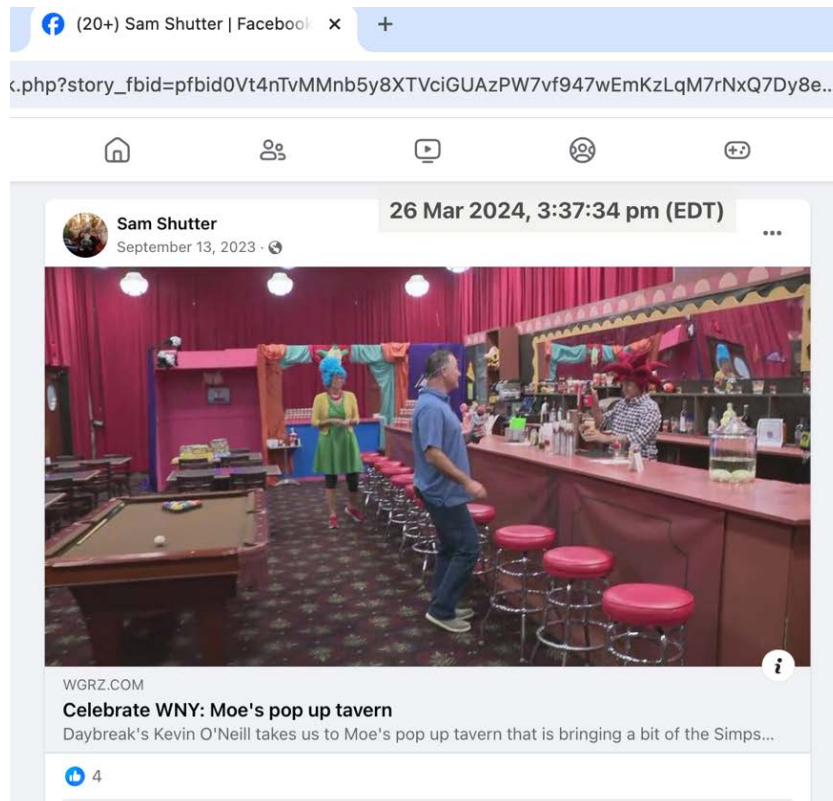 (20+) Sam Shutter | Facebook
k.php?story_fbid=pfbid0Vt4nTvMMnb5y8XTVciGUAzPW7vf947wEmKzLqM7rNxQ7Dy8e...
26 Mar 2024, 3:37:34 pm (EDT)
Sam Shutter
September 13, 2023 ·
WGRZ.COM
Celebrate WNY: Moe's pop up tavern
Daybreak's Kevin O'Neill takes us to Moe's pop up tavern that is bringing a bit of the Simps...
4